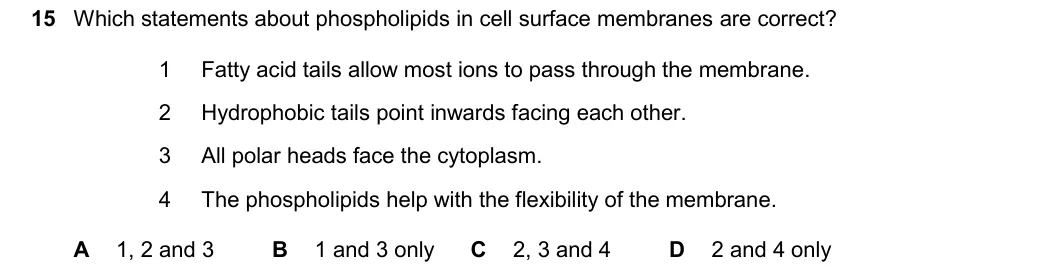 15 Which statements about phospholipids in cell surface membranes are correct?
1 Fatty acid tails allow most ions to pass through the membrane.
2 Hydrophobic tails point inwards facing each other.
3 All polar heads face the cytoplasm.
4 The phospholipids help with the flexibility of the membrane.
A 1, 2 and 3 B 1 and 3 only C 2, 3 and 4 D 2 and 4 only